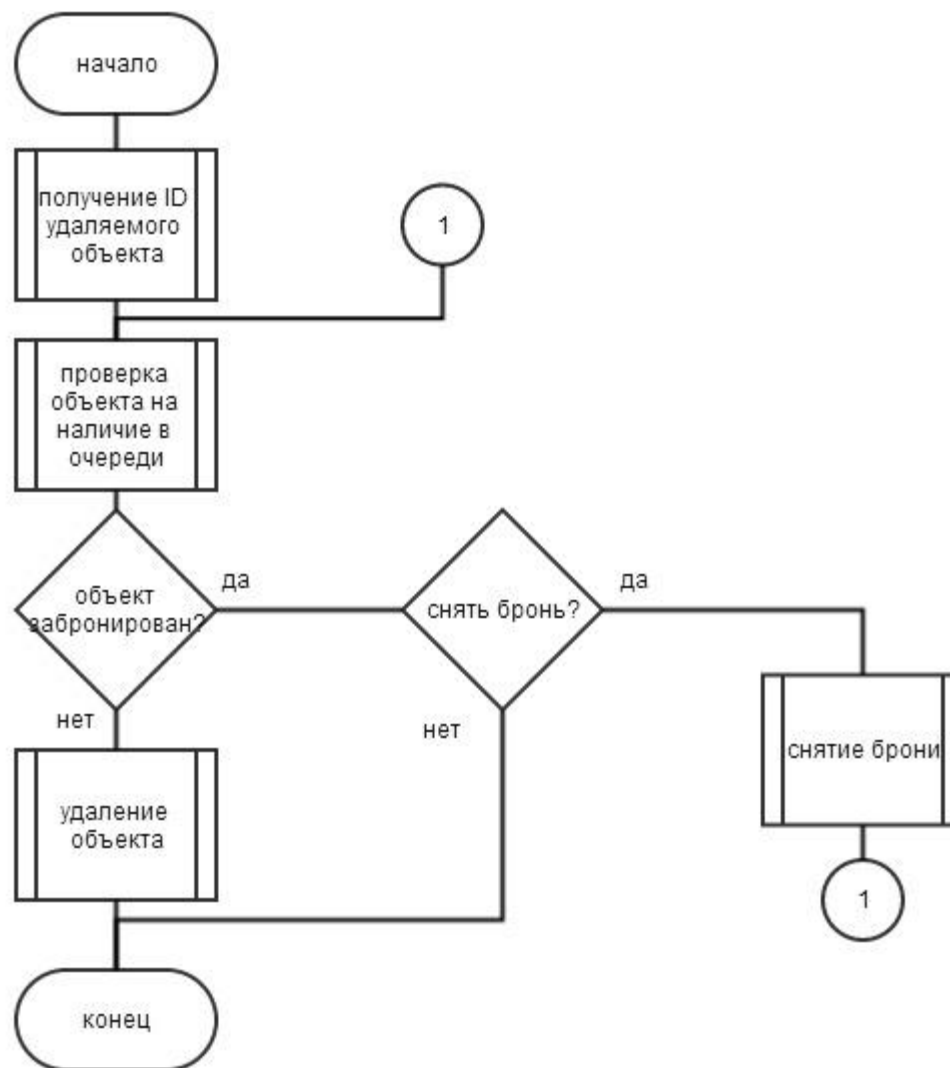 начало
получение ID
удаляемого
объекта
1
проверка
объекта на
наличие в
очереди
объект
забронирован?
да
снять бронь?
да
нет
нет
снятие брони
удаление
объекта
1
конец